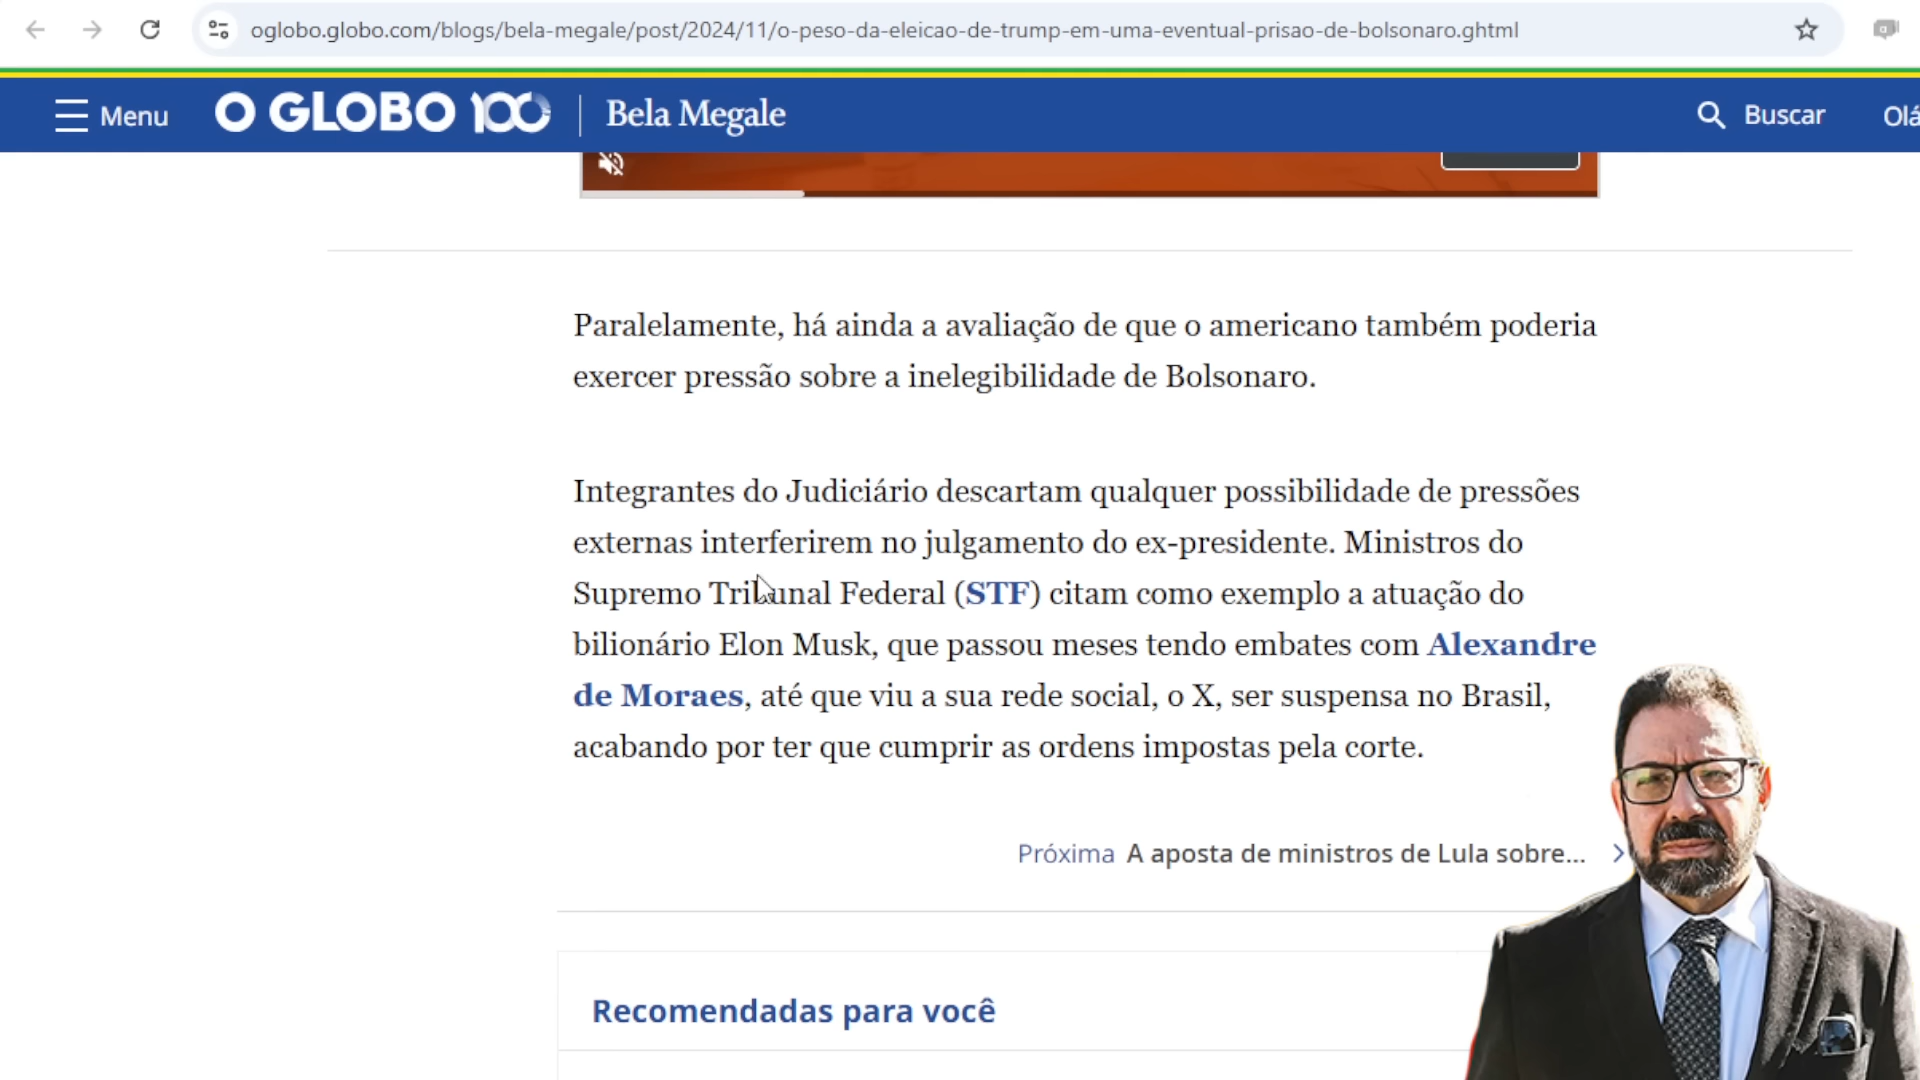 oglobo.globo.com/blogs/bela-megale/post/2024/11/o-peso-da-eleicao-de-trump-em-uma-eventual-prisao-de-bolsonaro.ghtml
Menu O GLOBO 100 Bela Megale Buscar Olá
Paralelamente, há ainda a avaliação de que o americano também poderia
exercer pressão sobre a inelegibilidade de Bolsonaro.
Integrantes do Judiciário descartam qualquer possibilidade de pressões
externas interferirem no julgamento do ex-presidente. Ministros do
Supremo Tribunal Federal (STF) citam como exemplo a atuação do
bilionário Elon Musk, que passou meses tendo embates com Alexandre
de Moraes, até que viu a sua rede social, o X, ser suspensa no Brasil,
acabando por ter que cumprir as ordens impostas pela corte.
Próxima A aposta de ministros de Lula sobre...
Recomendadas para você